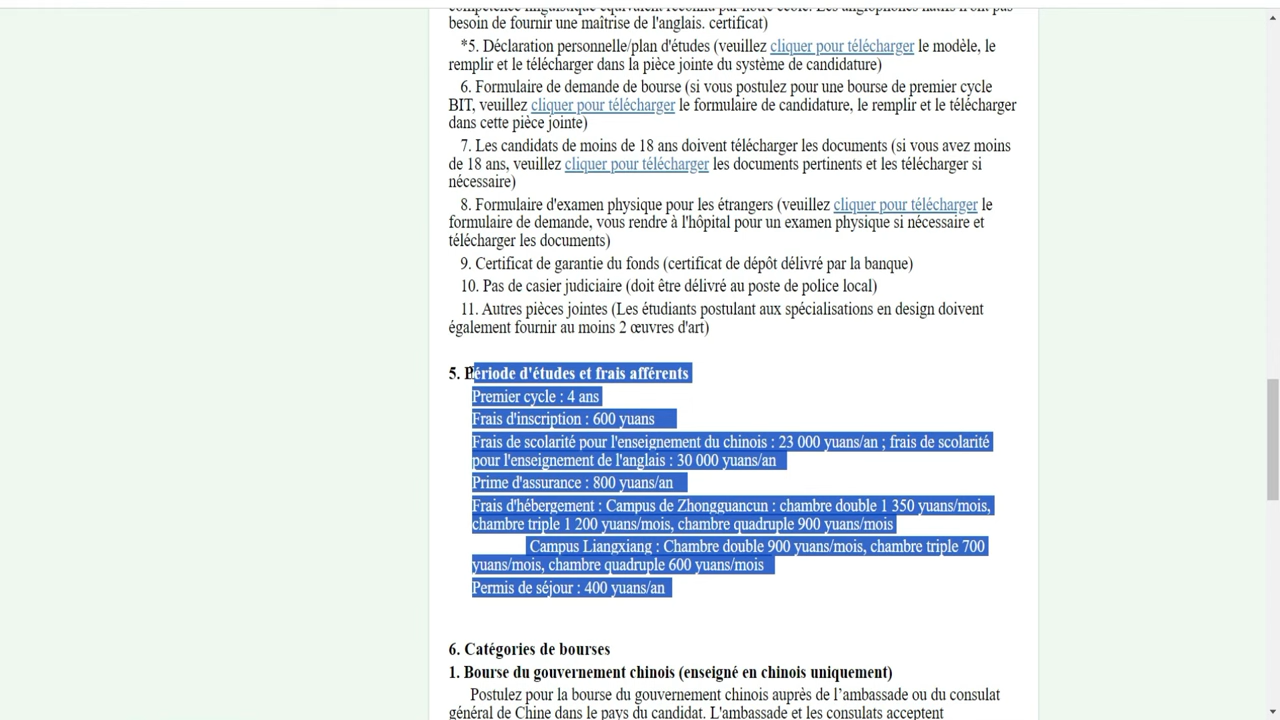 besoin de fournir une maîtrise de l'anglais. certificat)
*5. Déclaration personnelle/plan d'études (veuillez cliquer pour télécharger le modèle, le
remplir et le télécharger dans la pièce jointe du système de candidature)
6. Formulaire de demande de bourse (si vous postulez pour une bourse de premier cycle
BIT, veuillez cliquer pour télécharger le formulaire de candidature, le remplir et le télécharger
dans cette pièce jointe)
7. Les candidats de moins de 18 ans doivent télécharger les documents (si vous avez moins
de 18 ans, veuillez cliquer pour télécharger les documents pertinents et les télécharger si
nécessaire)
8. Formulaire d'examen physique pour les étrangers (veuillez cliquer pour télécharger le
formulaire de demande, vous rendre à l'hôpital pour un examen physique si nécessaire et
télécharger les documents)
9. Certificat de garantie du fonds (certificat de dépôt délivré par la banque)
10. Pas de casier judiciaire (doit être délivré au poste de police local)
11. Autres pièces jointes (Les étudiants postulant aux spécialisations en design doivent
également fournir au moins 2 œuvres d'art)
5. Période d'études et frais afférents
Premier cycle : 4 ans
Frais d'inscription : 600 yuans
Frais de scolarité pour l'enseignement du chinois : 23 000 yuans/an ; frais de scolarité
pour l'enseignement de l'anglais : 30 000 yuans/an
Prime d'assurance : 800 yuans/an
Frais d'hébergement : Campus de Zhongguancun : chambre double 1 350 yuans/mois,
chambre triple 1 200 yuans/mois, chambre quadruple 900 yuans/mois
Campus Liangxiang : Chambre double 900 yuans/mois, chambre triple 700
yuans/mois, chambre quadruple 600 yuans/mois
Permis de séjour : 400 yuans/an
6. Catégories de bourses
1. Bourse du gouvernement chinois (enseigné en chinois uniquement)
Postulez pour la bourse du gouvernement chinois auprès de l’ambassade ou du consulat
général de Chine dans le pays du candidat. L'ambassade et les consulats acceptent